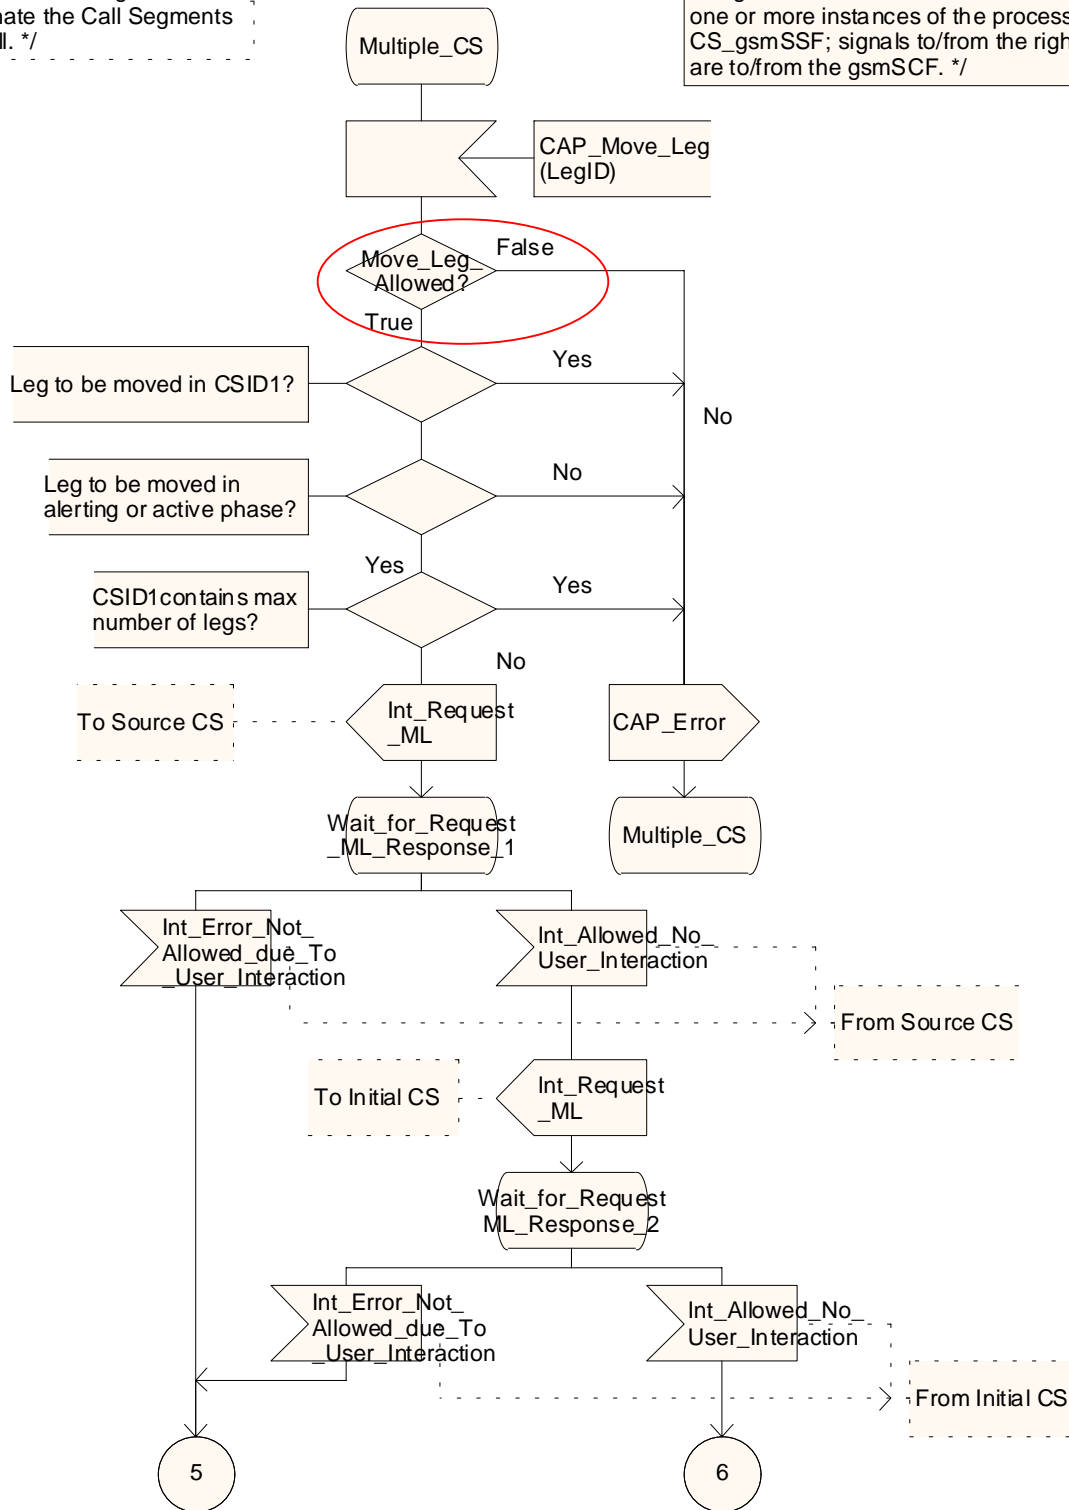 nate the Call Segments
ll. */
one or more instances of the process
CS_gsmSSF; signals to/from the righ
are to/from the gsmSCF. */
Multiple_CS
CAP_Move_Leg
(LegID)
Move_Leg_
Allowed?
False
True
Leg to be moved in CSID1?
Yes
No
Leg to be moved in
alerting or active phase?
No
Yes
CSID1contains max
number of legs?
Yes
No
To Source CS
Int_Request
_ML
CAP_Error
Wait_for_Request
_ML_Response_1
Multiple_CS
Int_Error_Not_
Allowed_due_To
_User_Interaction
Int_Allowed_No_
User_Interaction
From Source CS
To Initial CS
Int_Request
_ML
Wait_for_Request
ML_Response_2
Int_Error_Not_
Allowed_due_To
_User_Interaction
Int_Allowed_No_
User_Interaction
From Initial CS
5
6